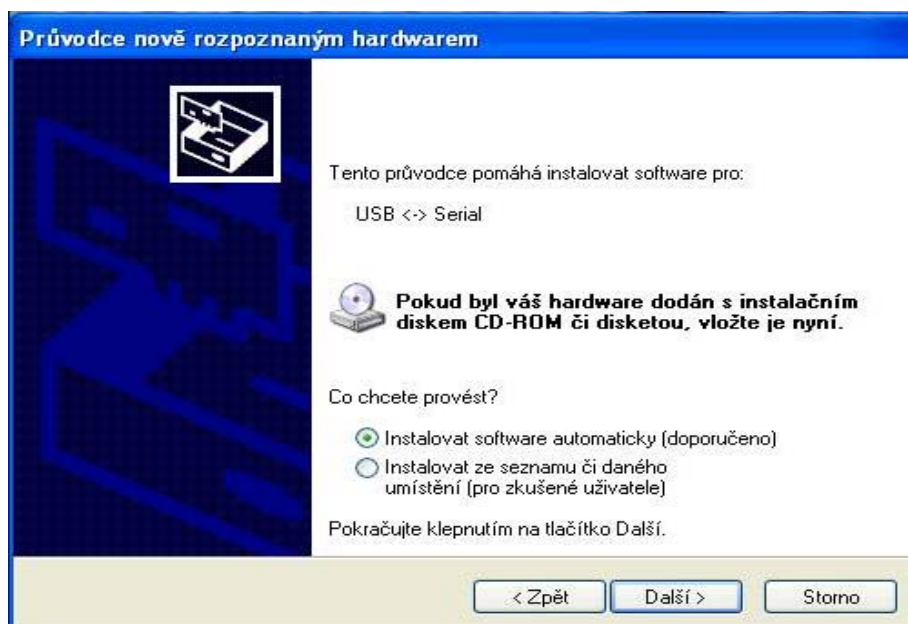 Průvodce nově rozpoznaným hardwarem
Tento průvodce pomáhá instalovat software pro:
USB <-> Serial
Pokud byl váš hardware dodán s instalačním
diskem CD-ROM či disketou, vložte je nyní.
Co chcete provést?
Instalovat software automaticky (doporučeno)
Instalovat ze seznamu či daného
umístění (pro zkušené uživatele)
Pokračujte klepnutím na tlačítko Další.
< Zpět
Další >
Storno